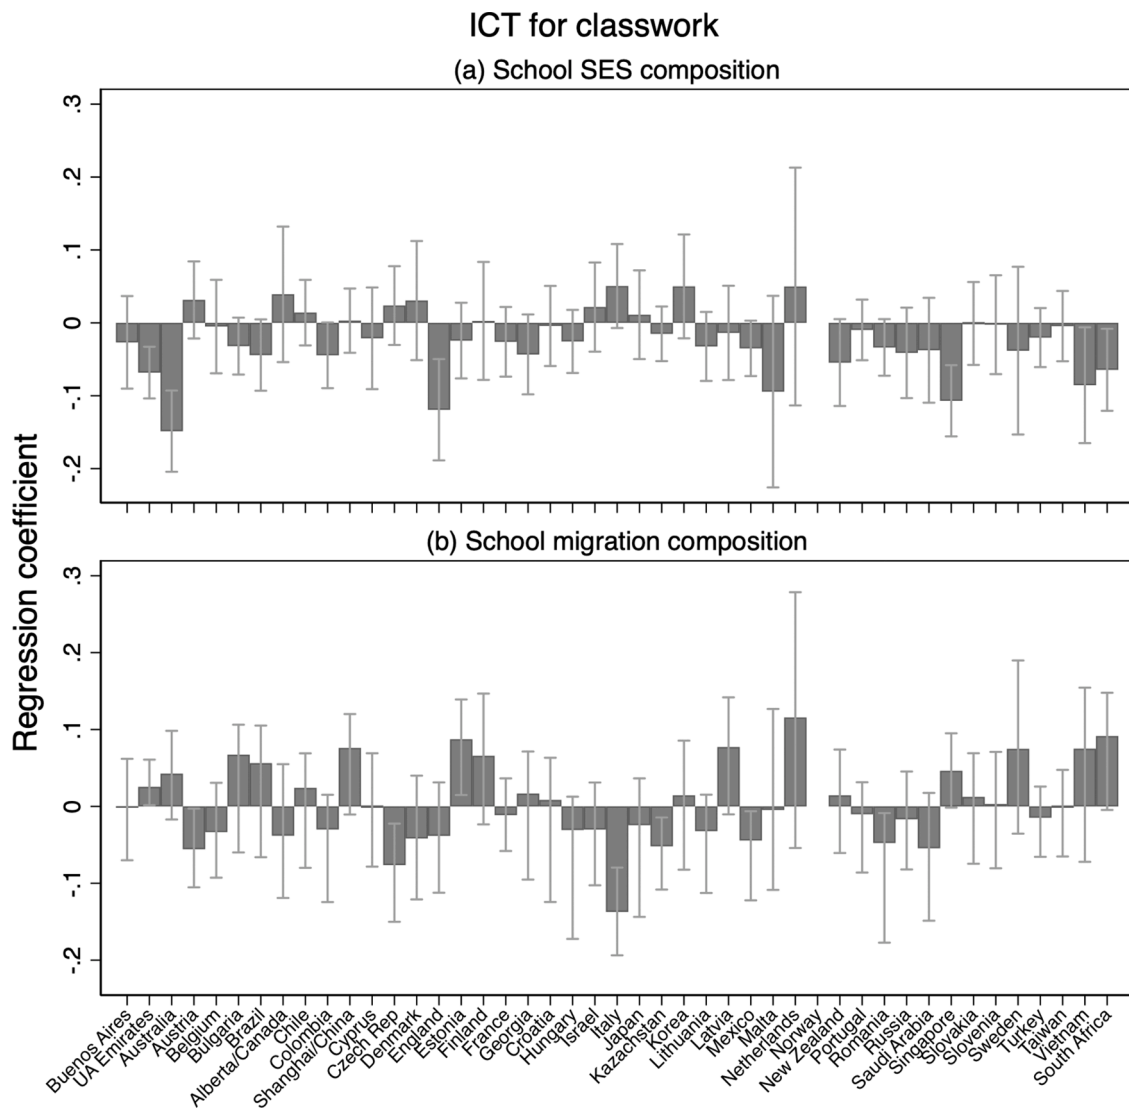 ICT for classwork
(a) School SES composition
.3
.2
.1
0
-.1
-.2
Regression coefficient
(b) School migration composition
.3
.2
.1
0
-.1
-.2
Buenos Aires
UA Emirates
Australia
Austria
Belgium
Bulgaria
Brazil
Alberta/Canada
Chile
Colombia
Shanghai/China
Cyprus
Czech Rep
Denmark
England
Estonia
Finland
France
Georgia
Croatia
Hungary
Israel
Italy
Japan
Kazachstan
Korea
Lithuania
Latvia
Mexico
Malta
Netherlands
Norway
New Zealand
Portugal
Romania
Russia
Saudi Arabia
Singapore
Slovakia
Slovenia
Sweden
Turkey
Taiwan
Vietnam
South Africa